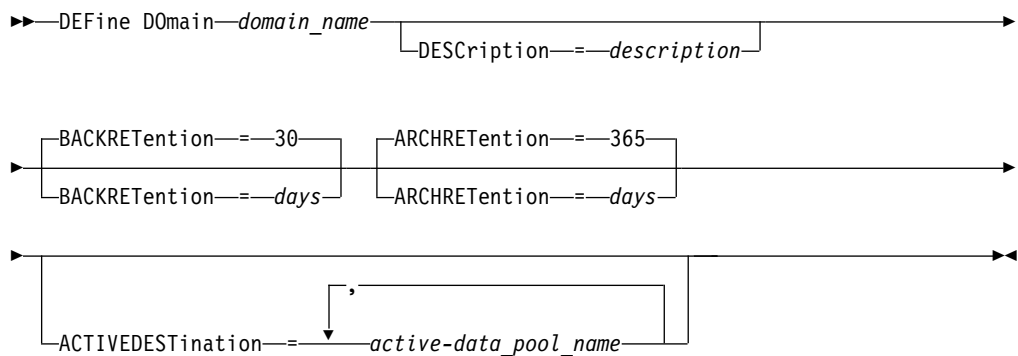 DEFine DOmain domain_name
DESCription = description
BACKRETention = 30 ARCHRETention = 365
BACKRETention = days ARCHRETention = days
,
ACTIVEDESTination = active-data_pool_name